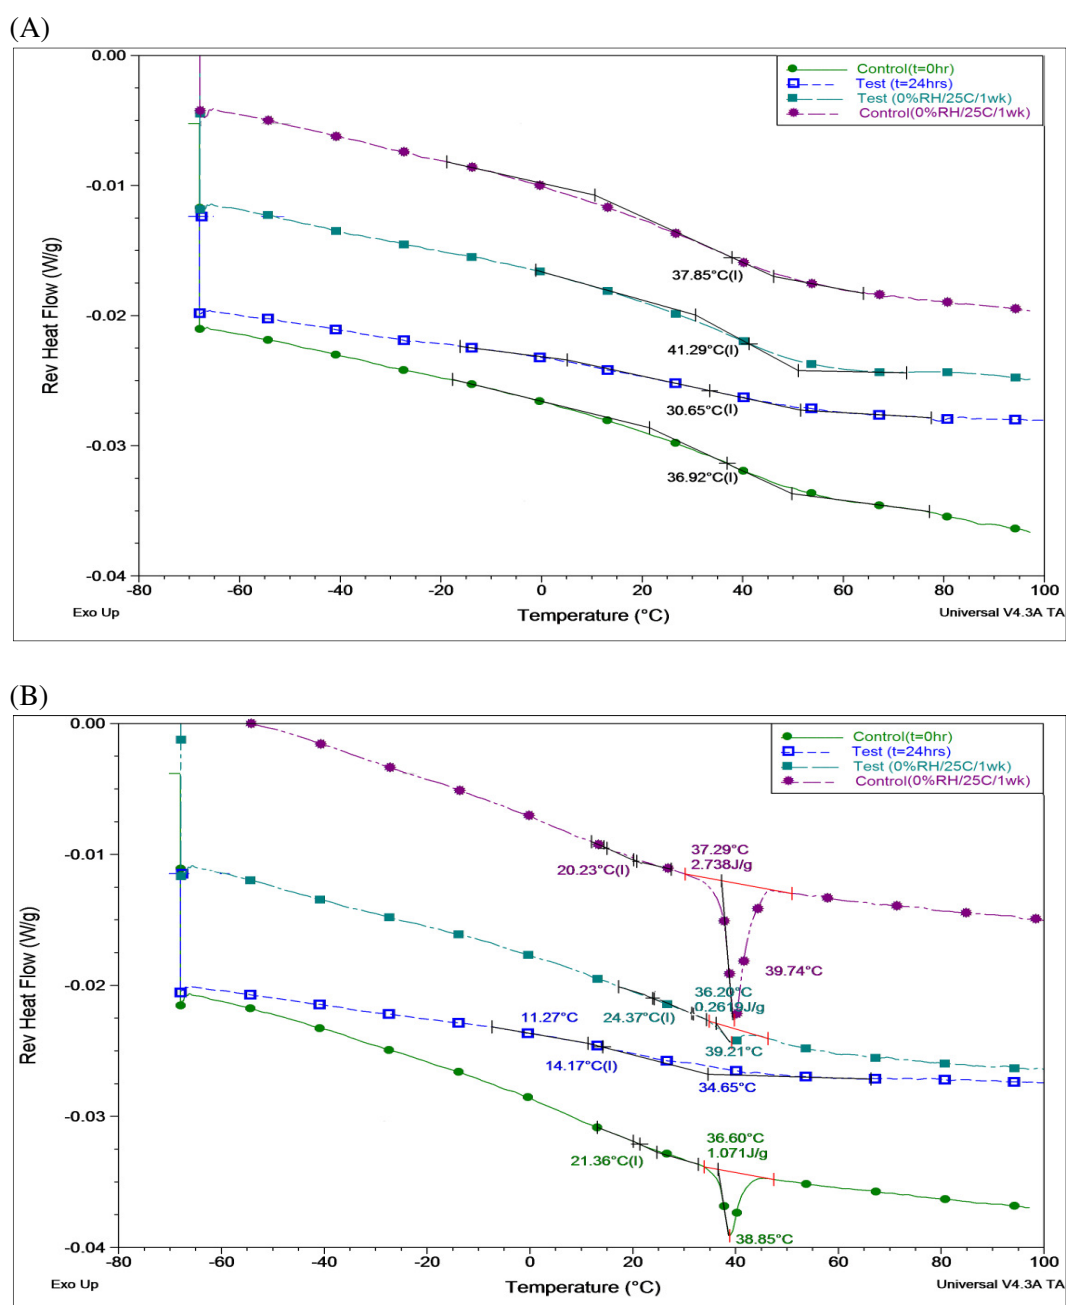 (A)
0.00
Control(t=0hr)
Test (t=24hrs)
Test (0%RH/25C/1wk)
Control(0%RH/25C/1wk)
-0.01
Rev Heat Flow (W/g)
37.85°C(I)
-0.02
41.29°C(I)
30.65°C(I)
-0.03
36.92°C(I)
-0.04
-80 -60 -40 -20 0 20 40 60 80 100
Exo Up Temperature (°C) Universal V4.3A TA
(B)
0.00
Control(t=0hr)
Test (t=24hrs)
Test (0%RH/25C/1wk)
Control(0%RH/25C/1wk)
-0.01
37.29°C
2.738J/g
20.23°C(I)
Rev Heat Flow (W/g)
39.74°C
-0.02
36.20°C
0.2619J/g
24.37°C(I)
11.27°C
39.21°C
14.17°C(I)
34.65°C
-0.03
36.60°C
1.071J/g
21.36°C(I)
38.85°C
-0.04
-80 -60 -40 -20 0 20 40 60 80 100
Exo Up Temperature (°C) Universal V4.3A TA